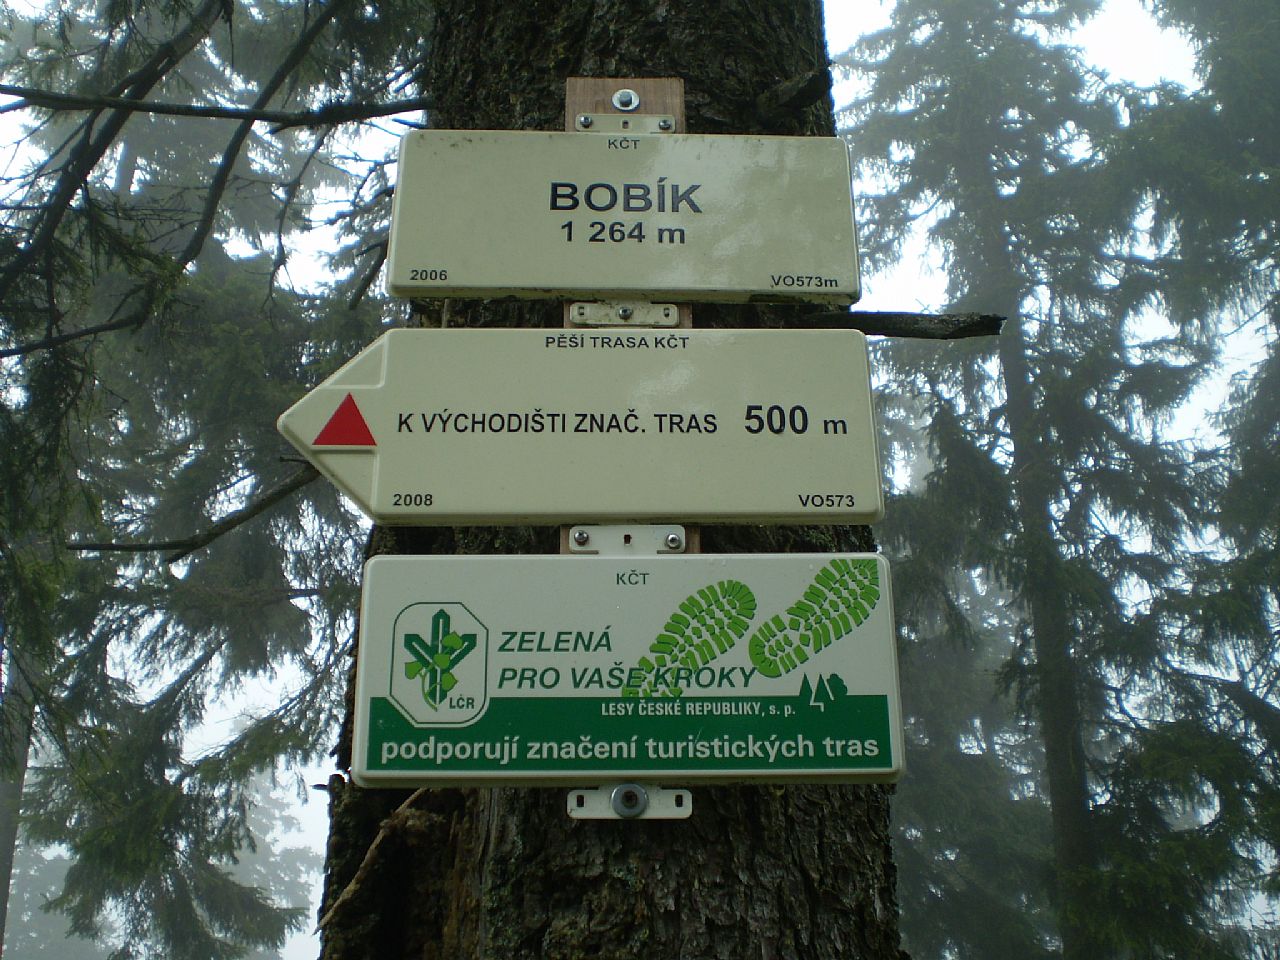 KČT
BOBÍK
1 264 m
2006 VO573m
PĚŠÍ TRASA KČT
K VÝCHODIŠTI ZNAČ. TRAS 500 m
2008 VO573
KČT
ZELENÁ
PRO VAŠE KROKY
LČR
LESY ČESKÉ REPUBLIKY, s. p.
podporují značení turistických tras